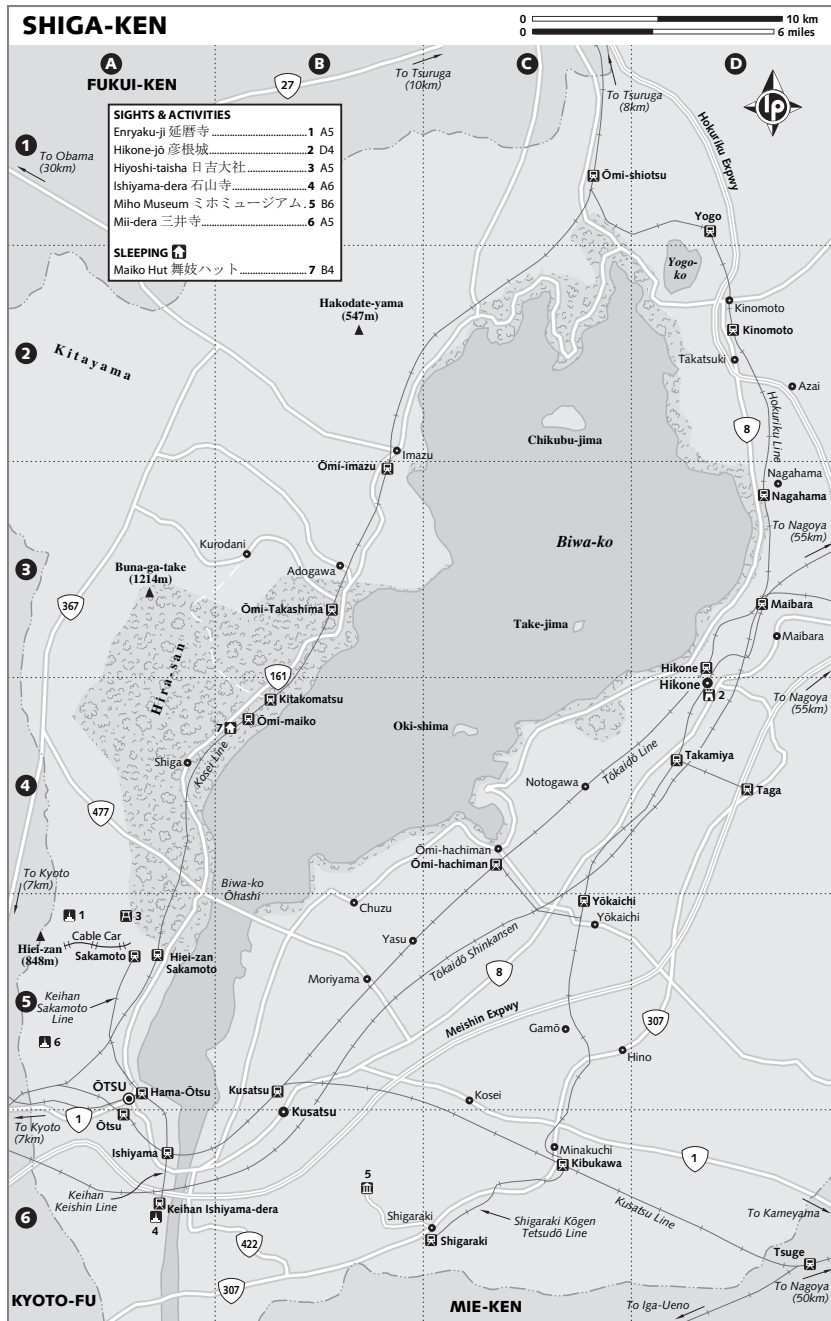 SHIGA-KEN
0 10 km
0 6 miles
A
B
C
D
1
2
3
4
5
6
FUKUI-KEN
27
To Tsuruga
(10km)
To Tsuruga
(8km)
Hokuriku Expwy
lp
SIGHTS & ACTIVITIES
Enryaku-ji 延暦寺 1 A5
Hikone-jō 彦根城 2 D4
Hiyoshi-taisha 日吉大社 3 A5
Ishiyama-dera 石山寺 4 A6
Miho Museum ミホミュージアム 5 B6
Mii-dera 三井寺 6 A5
SLEEPING
Maiko Hut 舞妓ハット 7 B4
To Obama
(30km)
Ōmi-shiotsu
Yogo
Yogo-
ko
Kinomoto
Kinomoto
Hakodate-yama
(547m)
Kitayama
Takatsuki
Azai
8
Hokuriku Line
Chikubu-jima
Imazu
Ōmi-imazu
Nagahama
Nagahama
To Nagoya
(55km)
Biwa-ko
Kurodani
Adogawa
Buna-ga-take
(1214m)
367
Ōmi-Takashima
Take-jima
Maibara
Maibara
Hira-san
161
Kitakomatsu
Hikone
Hikone
2
To Nagoya
(55km)
7
Ōmi-maiko
Oki-shima
Shiga
Kosei Line
Takamiya
Tōkaidō Line
Notogawa
Taga
477
Ōmi-hachiman
Ōmi-hachiman
To Kyoto
(7km)
Biwa-ko
Ōhashi
Chuzu
Yōkaichi
Yōkaichi
1
3
Hiei-zan
(848m)
Cable Car
Sakamoto
Hiei-zan
Sakamoto
Yasu
Tōkaidō Shinkansen
Moriyama
8
Keihan
Sakamoto
Line
Meishin Expwy
307
6
Gamō
Hino
ŌTSU
Hama-Ōtsu
Kusatsu
Kusatsu
Kosei
1
Ōtsu
To Kyoto
(7km)
Ishiyama
Minakuchi
Kibukawa
1
Keihan
Keishin Line
5
Keihan Ishiyama-dera
4
Shigaraki
Shigaraki
Shigaraki Kōgen
Tetsudō Line
Kusatsu Line
To Kameyama
422
307
Tsuge
To Nagoya
(50km)
KYOTO-FU
MIE-KEN
To Iga-Ueno